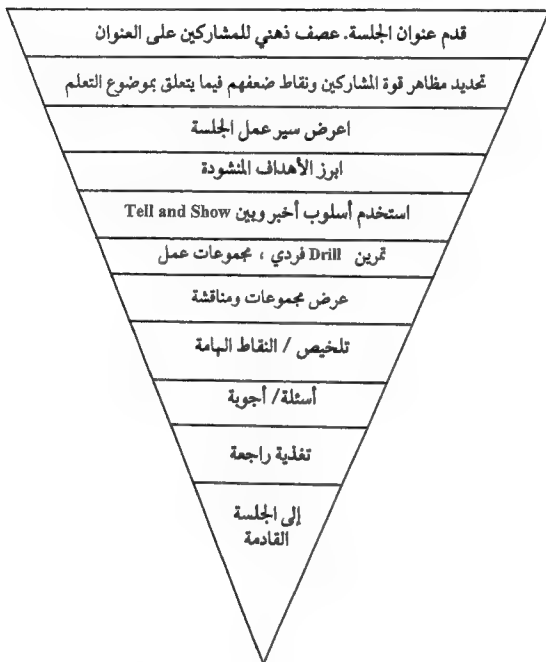 قدم عنوان الجلسة. عصف ذهني للمشاركين على العنوان
تحديد مظاهر قوة المشاركين ونقاط ضعفهم فيما يتعلق بموضوع التعلم
اعرض سير عمل الجلسة
ابرز الأهداف المنشودة
استخدم أسلوب أخبر وبين Tell and Show
تمرين Drill فردي ، مجموعات عمل
عرض مجموعات ومناقشة
تلخيص / النقاط الهامة
أسئلة/ أجوبة
تغذية راجعة
إلى الجلسة
القادمة